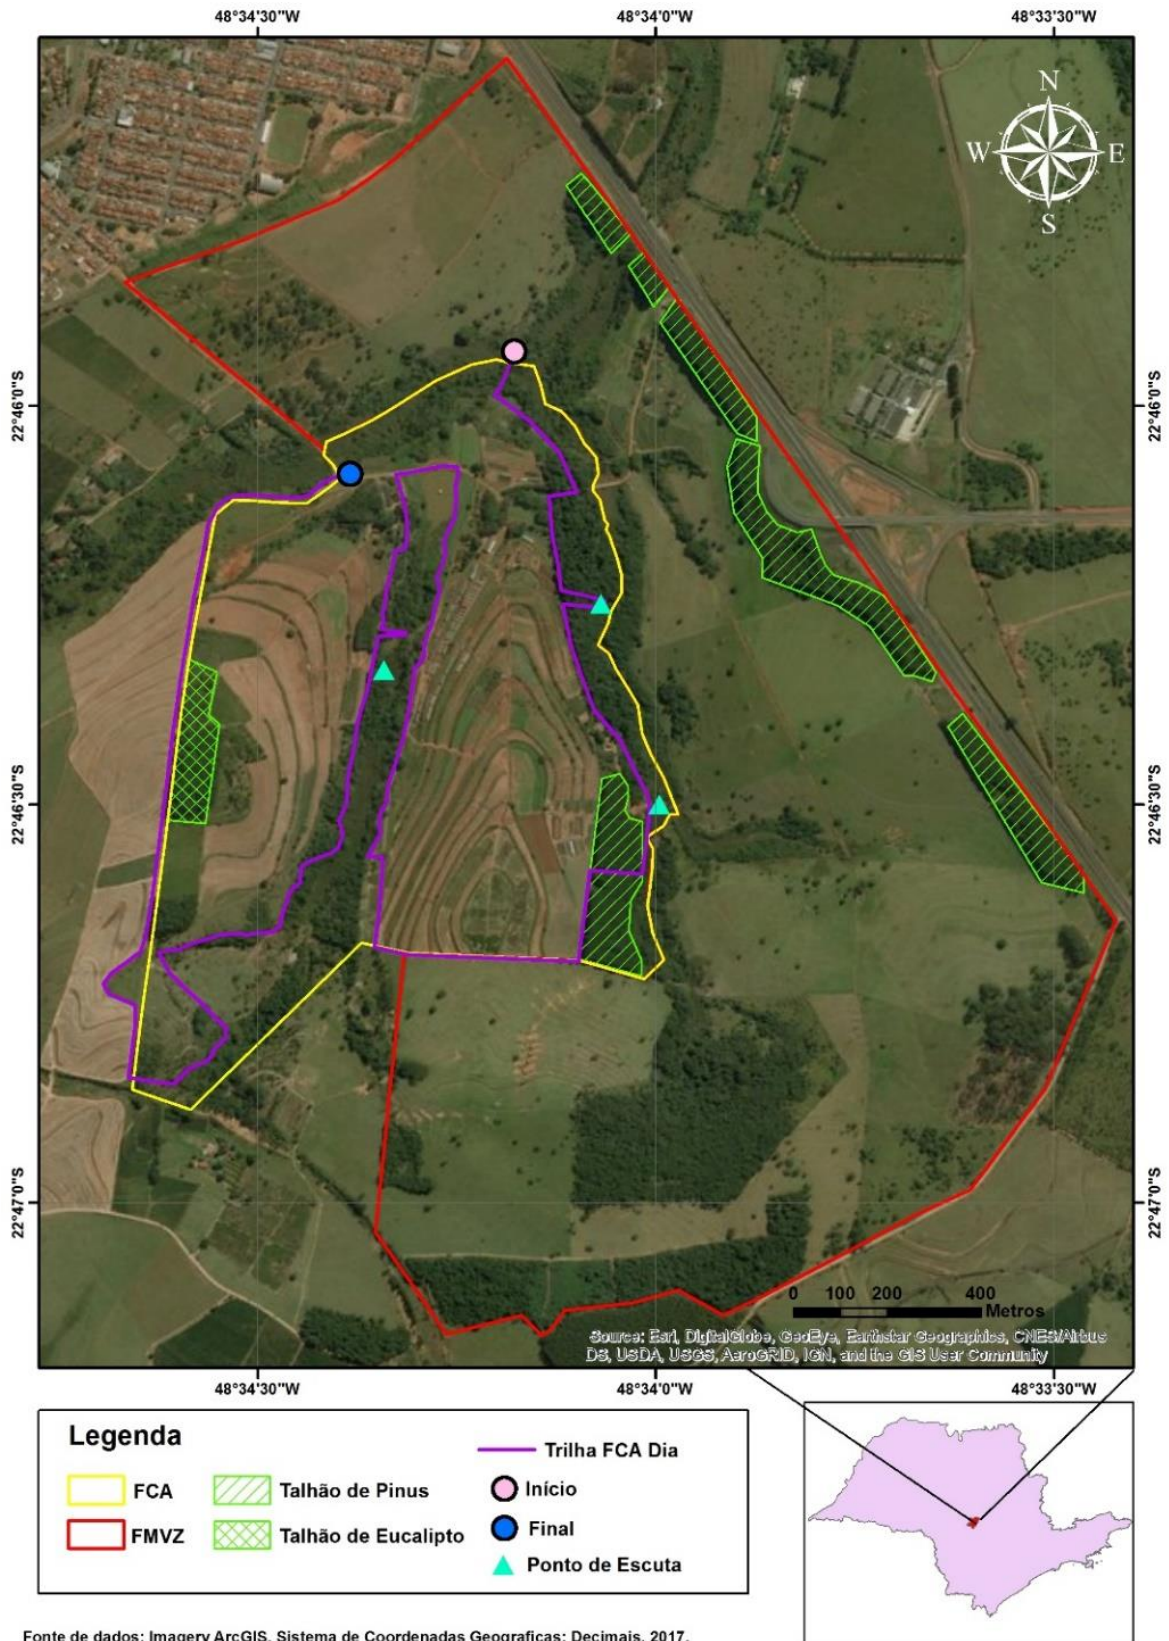 48°34'30"W 48°34'0"W 48°33'30"W
N
W E
S
22°46'0"S 22°46'0"S
22°46'30"S 22°46'30"S
22°47'0"S 22°47'0"S
0 100 200 400
Metros
Source: Esri, DigitalGlobe, GeoEye, Earthstar Geographics, CNES/Airbus
DS, USDA, USGS, AeroGRID, IGN, and the GIS User Community
48°34'30"W 48°34'0"W 48°33'30"W
Legenda
FCA
FMVZ
Talhão de Pinus
Talhão de Eucalipto
Trilha FCA Dia
Início
Final
Ponto de Escuta
Fonte de dados: Imagery ArcGIS. Sistema de Coordenadas Geograficas: Decimais, 2017.